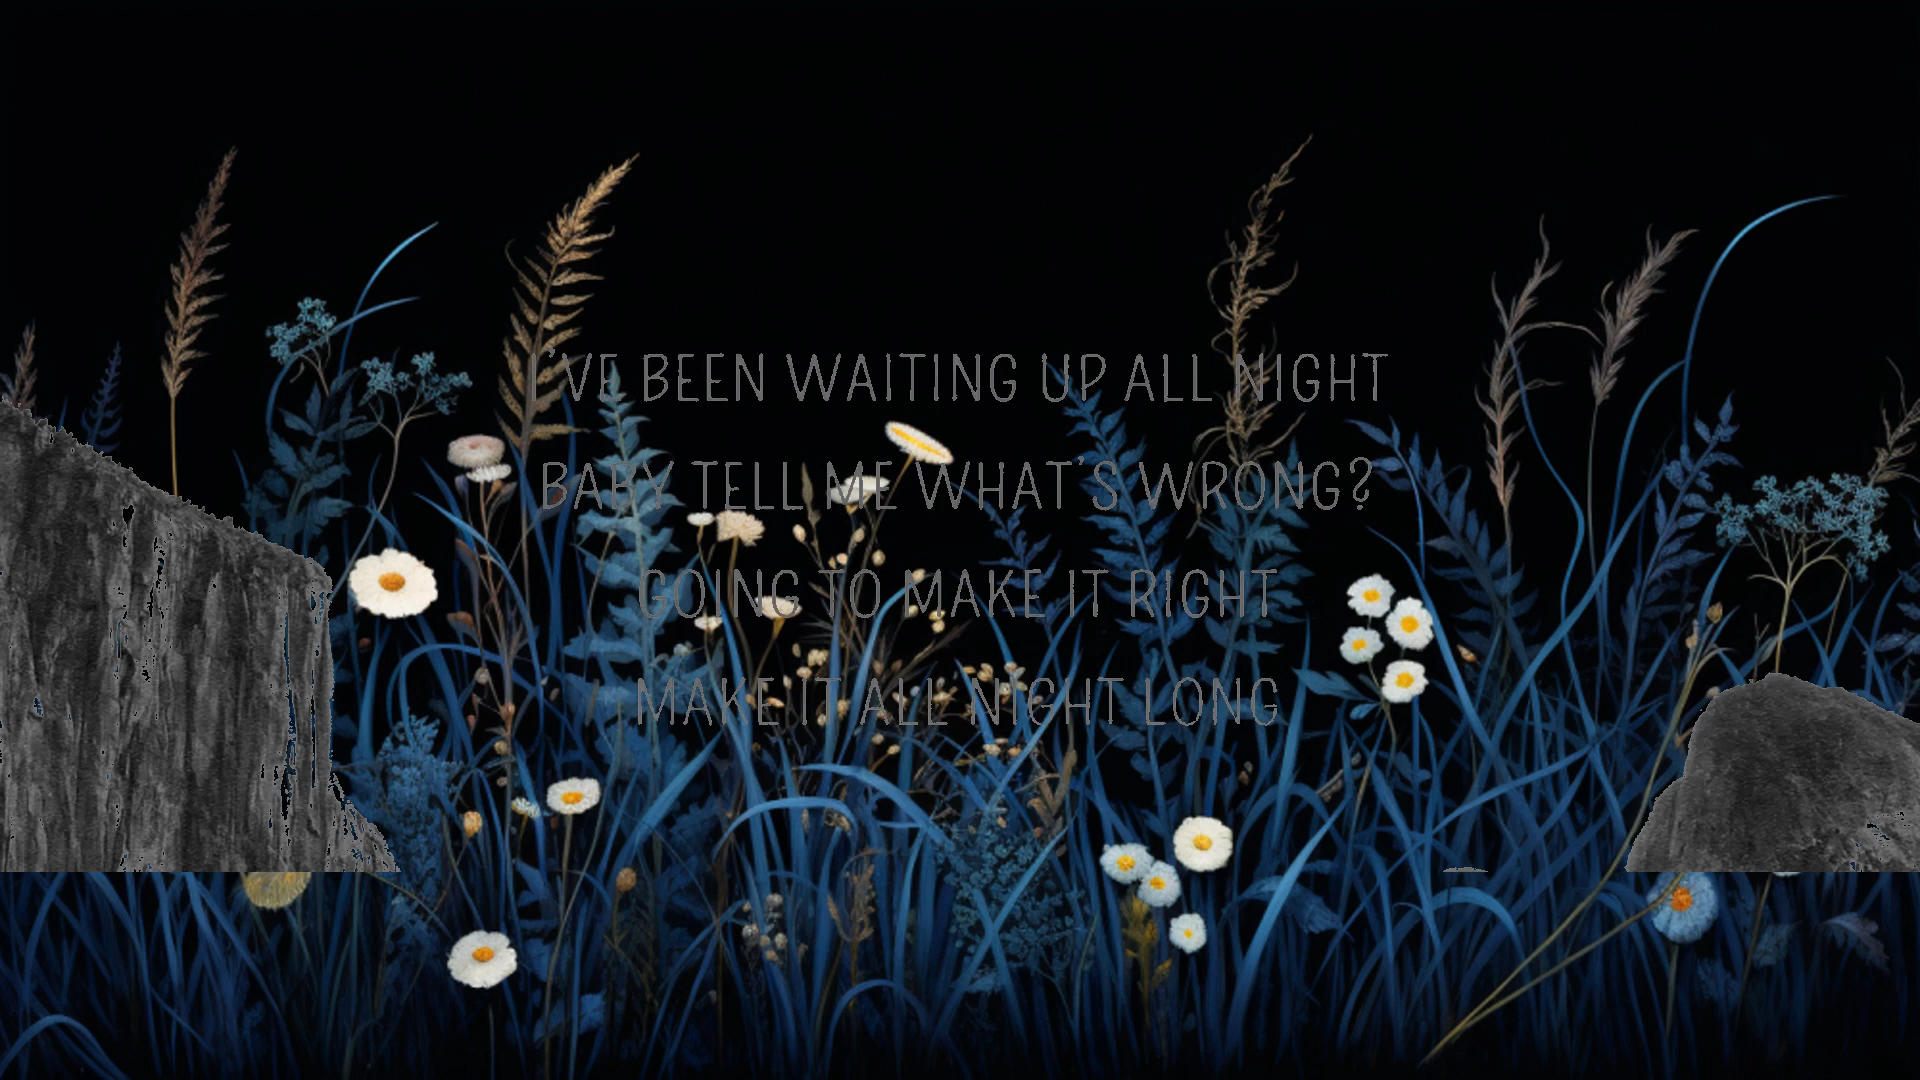 I'VE BEEN WAITING UP ALL NIGHT
BABY TELL ME WHAT'S WRONG?
GOING TO MAKE IT RIGHT
MAKE IT ALL NIGHT LONG